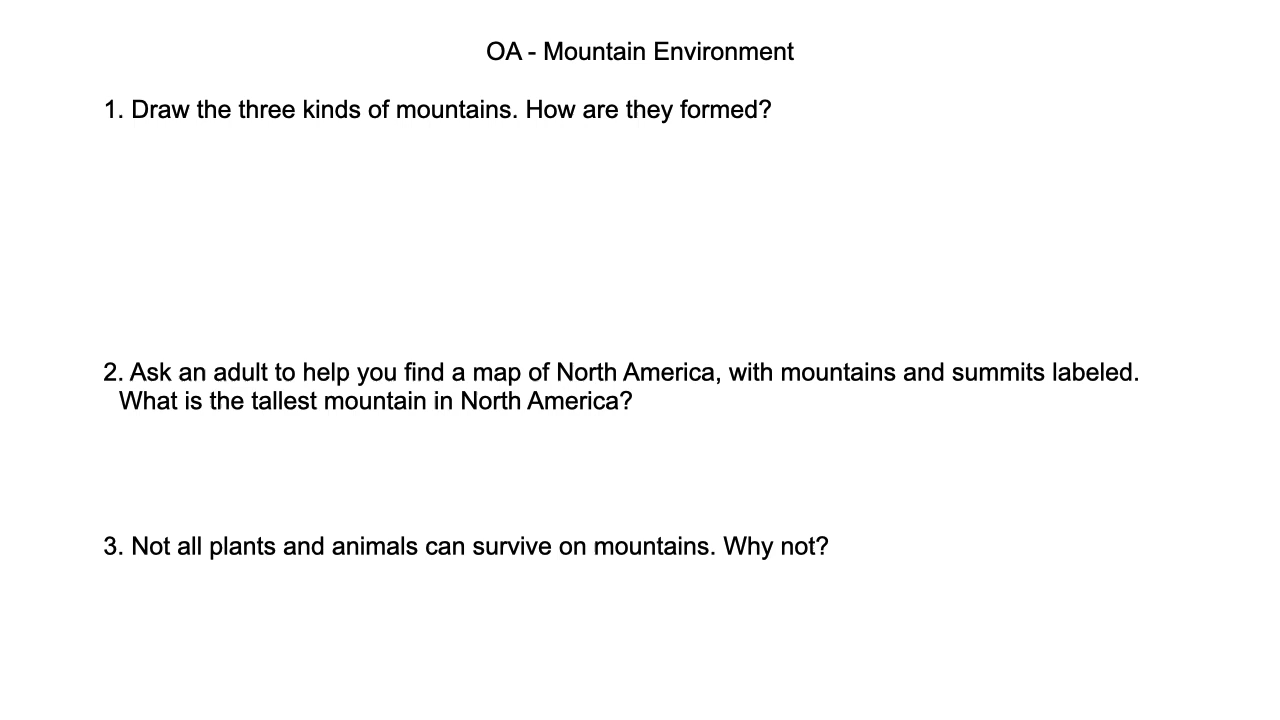 OA - Mountain Environment
1. Draw the three kinds of mountains. How are they formed?
2. Ask an adult to help you find a map of North America, with mountains and summits labeled.
What is the tallest mountain in North America?
3. Not all plants and animals can survive on mountains. Why not?